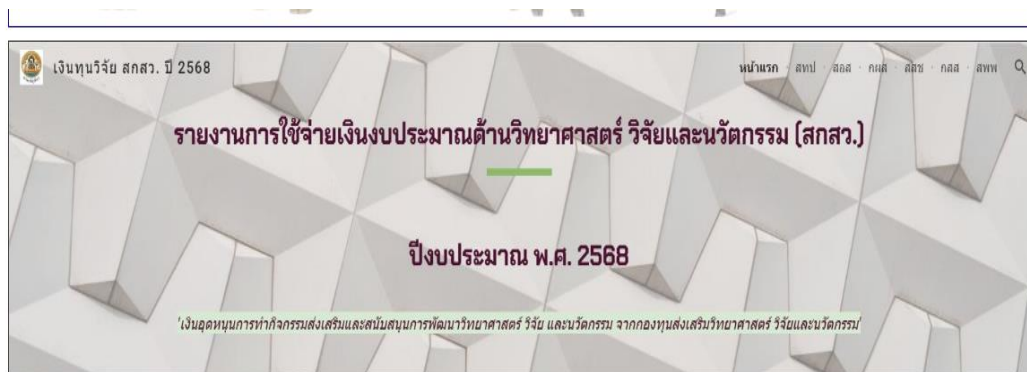 เงินทุนวิจัย สกสว. ปี 2568
หน้าแรก สทป สอส กผส สสช กสส สพพ
รายงานการใช้จ่ายเงินงบประมาณด้านวิทยาศาสตร์ วิจัยและนวัตกรรม (สกสว.)
ปีงบประมาณ พ.ศ. 2568
'เงินอุดหนุนการทำกิจกรรมส่งเสริมและสนับสนุนการพัฒนาวิทยาศาสตร์ วิจัย และนวัตกรรม จากกองทุนส่งเสริมวิทยาศาสตร์ วิจัยและนวัตกรรม'